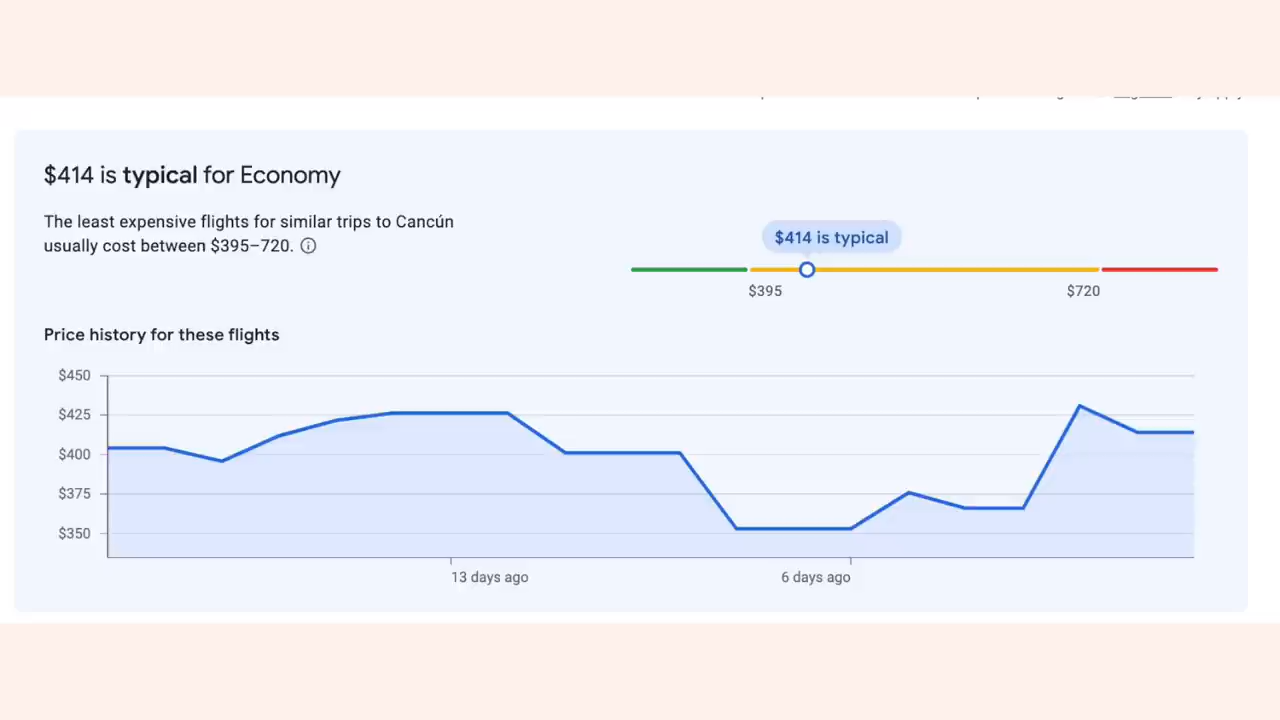 $414 is typical for Economy
The least expensive flights for similar trips to Cancún
usually cost between $395–720.
$414 is typical
$395
$720
Price history for these flights
$450
$425
$400
$375
$350
13 days ago
6 days ago